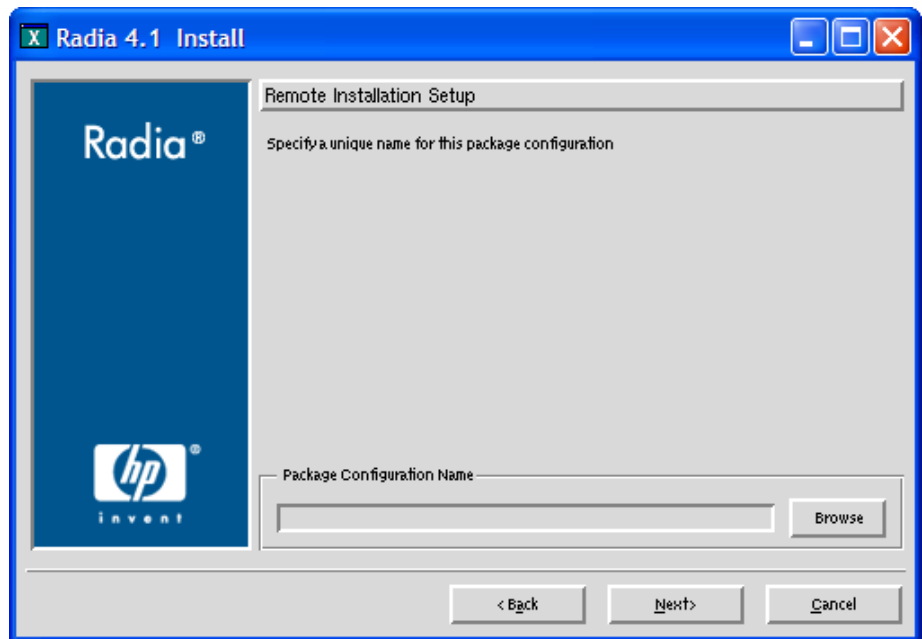 X Radia 4.1 Install
Remote Installation Setup
Radia®
Specify a unique name for this package configuration
hp®
invent
Package Configuration Name
Browse
< Back
Next>
Cancel